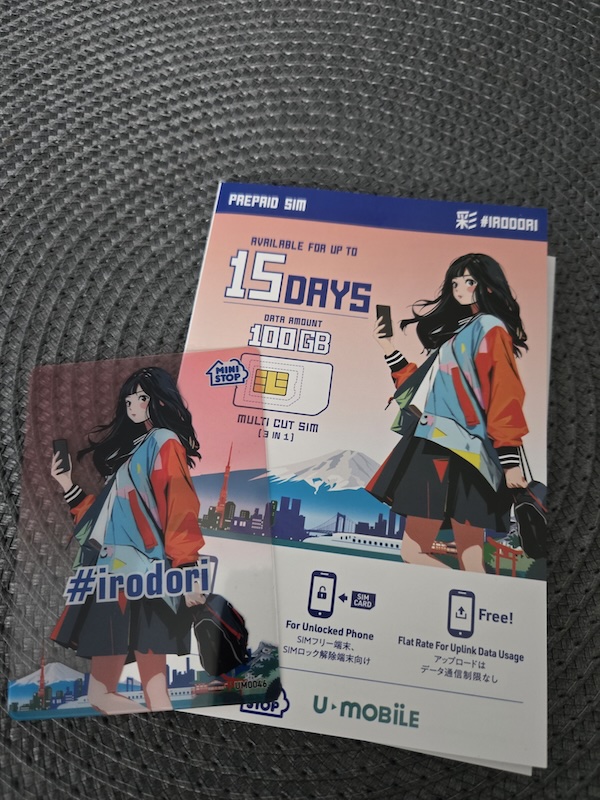 PREPAID SIM
彩 #IRODORI
AVAILABLE FOR UP TO
15 DAYS
DATA AMOUNT
100GB
MINI
STOP
MULTI CUT SIM
[3 IN 1]
#irodori
UM0046
SIM
CARD
For Unlocked Phone
SIMフリー端末、
SIMロック解除端末向け
Free!
Flat Rate For Uplink Data Usage
アップロードは
データ通信制限なし
STOP
U-MOBILE